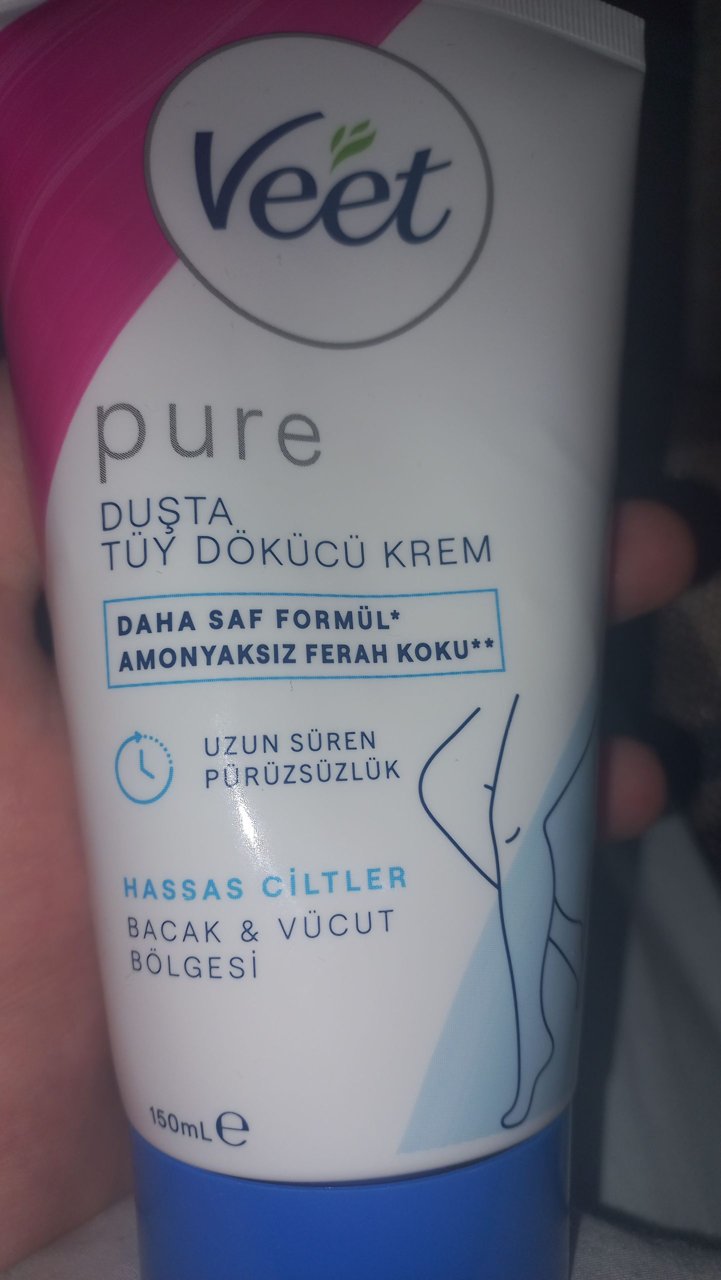 Veet
pure
DUŞTA
TÜY DÖKÜCÜ KREM
DAHA SAF FORMÜL*
AMONYAKSIZ FERAH KOKU**
UZUN SÜREN
PÜRÜZSÜZLÜK
HASSAS CİLTLER
BACAK & VÜCUT
BÖLGESİ
150mL℮